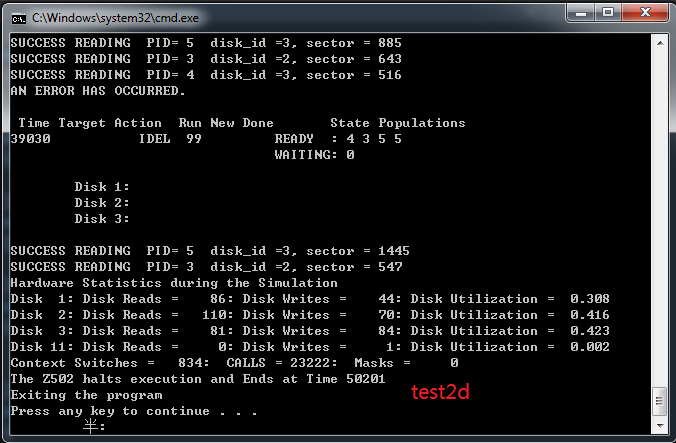 C:\Windows\system32\cmd.exe
SUCCESS READING  PID= 5  disk_id =3, sector = 885
SUCCESS READING  PID= 3  disk_id =2, sector = 643
SUCCESS READING  PID= 4  disk_id =3, sector = 516
AN ERROR HAS OCCURRED.
 Time Target Action  Run New Done       State Populations
39030           IDEL  99         READY  : 4 3 5 5
                                 WAITING: 0
        Disk 1:
        Disk 2:
        Disk 3:
SUCCESS READING  PID= 5  disk_id =3, sector = 1445
SUCCESS READING  PID= 3  disk_id =2, sector = 547
Hardware Statistics during the Simulation
Disk  1: Disk Reads =    86: Disk Writes =    44: Disk Utilization =  0.308
Disk  2: Disk Reads =   110: Disk Writes =    70: Disk Utilization =  0.416
Disk  3: Disk Reads =    81: Disk Writes =    84: Disk Utilization =  0.423
Disk 11: Disk Reads =     0: Disk Writes =     1: Disk Utilization =  0.002
Context Switches =   834:  CALLS = 23222:  Masks =     0
The Z502 halts execution and Ends at Time 50201
test2d
Exiting the program
Press any key to continue . . .
半: